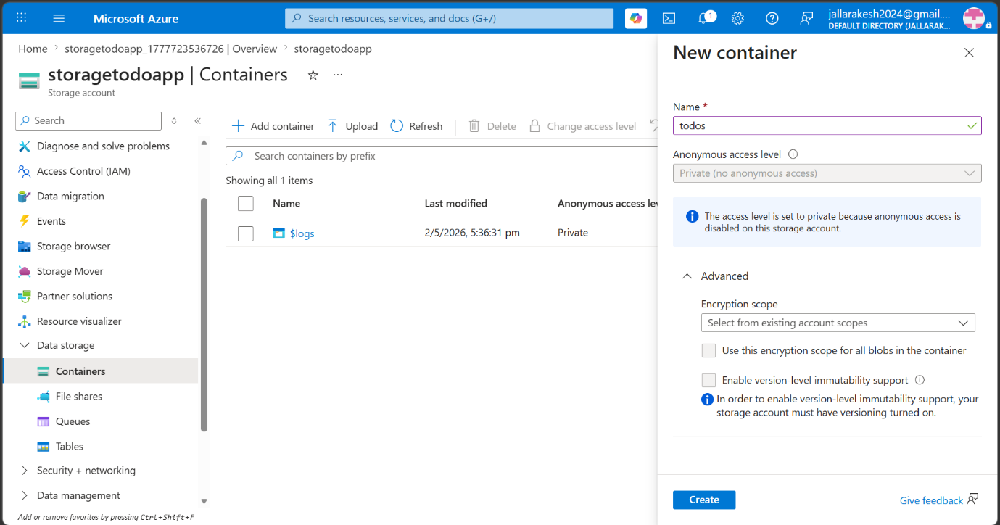 Microsoft Azure
Search resources, services, and docs (G+/)
1
jallarakesh2024@gmail....
DEFAULT DIRECTORY (JALLARAK...
Home > storagetodoapp_1777723536726 | Overview > storagetodoapp
storagetodoapp | Containers
Storage account
Search
Diagnose and solve problems
Access Control (IAM)
Data migration
Events
Storage browser
Storage Mover
Partner solutions
Resource visualizer
Data storage
Containers
File shares
Queues
Tables
Security + networking
Data management
Add or remove favorites by pressing Ctrl+Shift+F
Add container Upload Refresh Delete Change access level
Search containers by prefix
Showing all 1 items
Name Last modified Anonymous access lev
$logs 2/5/2026, 5:36:31 pm Private
New container
Name *
todos
Anonymous access level
Private (no anonymous access)
The access level is set to private because anonymous access is
disabled on this storage account.
Advanced
Encryption scope
Select from existing account scopes
Use this encryption scope for all blobs in the container
Enable version-level immutability support
In order to enable version-level immutability support, your
storage account must have versioning turned on.
Create
Give feedback